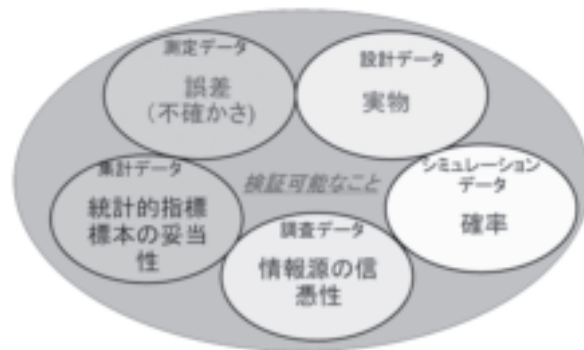 測定データ
誤差
(不確かさ)
設計データ
実物
集計データ
統計的指標
標本の妥当
性
検証可能なこと
シミュレーション
データ
確率
調査データ
情報源の信
憑性